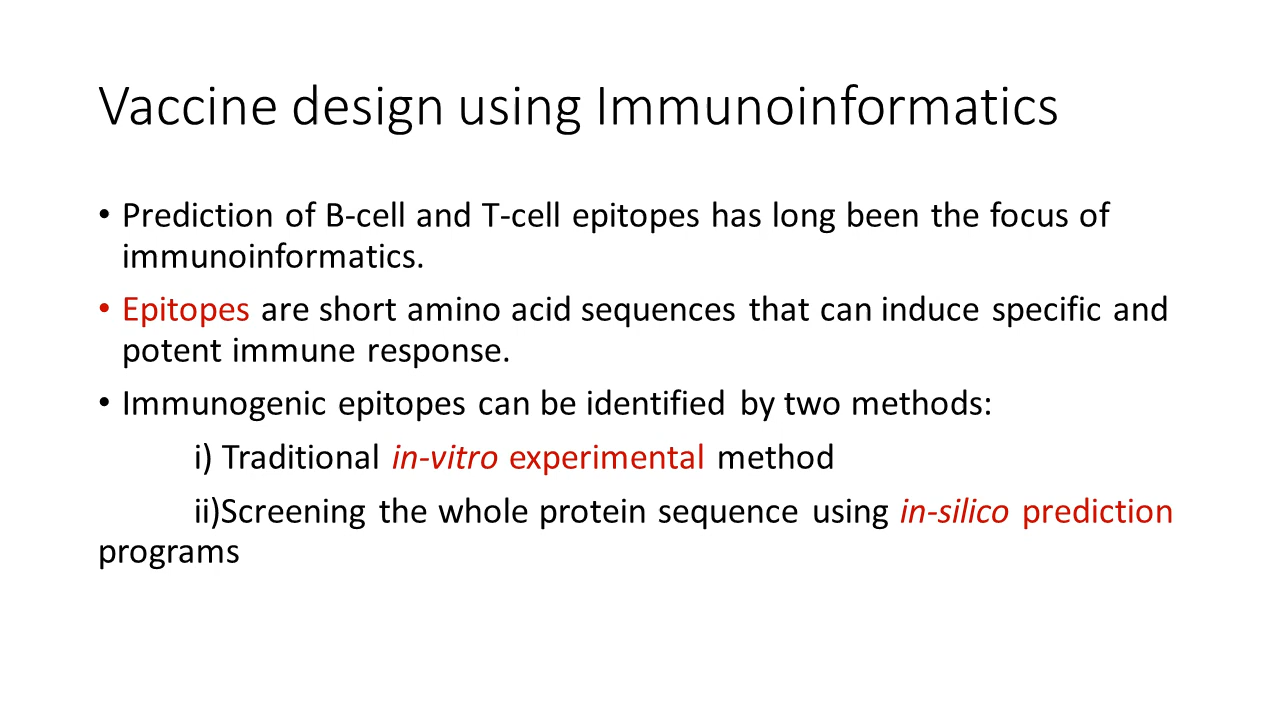 Vaccine design using Immunoinformatics
• Prediction of B-cell and T-cell epitopes has long been the focus of
immunoinformatics.
• Epitopes are short amino acid sequences that can induce specific and
potent immune response.
• Immunogenic epitopes can be identified by two methods:
i) Traditional in-vitro experimental method
ii)Screening the whole protein sequence using in-silico prediction
programs